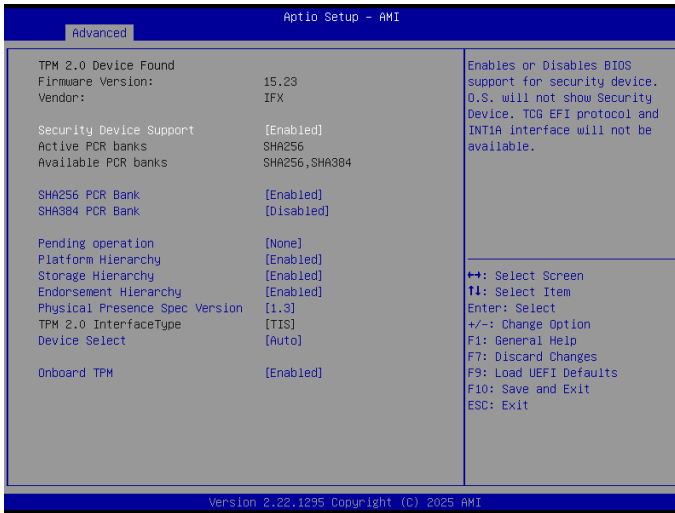 Aptio Setup - AMI
Advanced
TPM 2.0 Device Found
Firmware Version: 15.23
Vendor: IFX
Security Device Support [Enabled]
Active PCR banks SHA256
Available PCR banks SHA256,SHA384
SHA256 PCR Bank [Enabled]
SHA384 PCR Bank [Disabled]
Pending operation [None]
Platform Hierarchy [Enabled]
Storage Hierarchy [Enabled]
Endorsement Hierarchy [Enabled]
Physical Presence Spec Version [1.3]
TPM 2.0 InterfaceType [TIS]
Device Select [Auto]
Onboard TPM [Enabled]
Enables or Disables BIOS
support for security device.
O.S. will not show Security
Device. TCG EFI protocol and
INT1A interface will not be
available.
↔: Select Screen
↑↓: Select Item
Enter: Select
+/-: Change Option
F1: General Help
F7: Discard Changes
F9: Load UEFI Defaults
F10: Save and Exit
ESC: Exit
Version 2.22.1295 Copyright (C) 2025 AMI